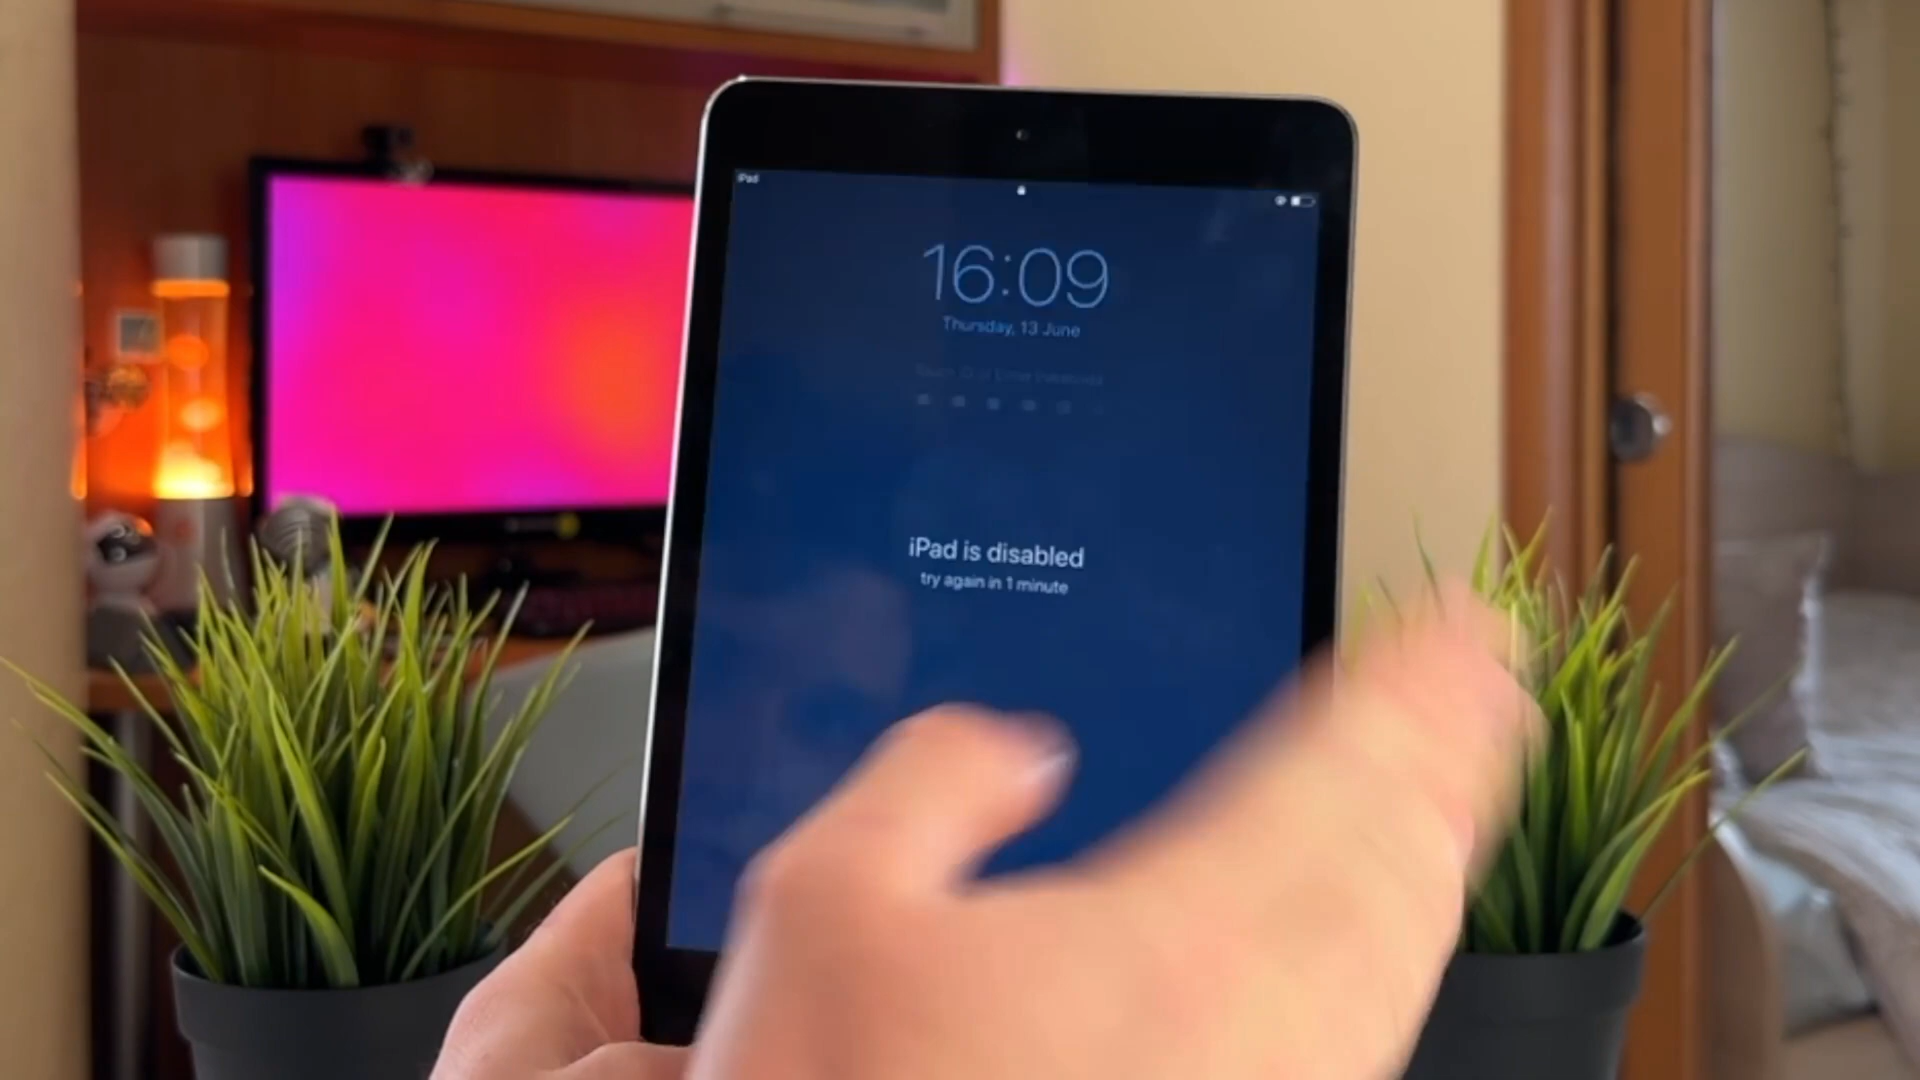 iPad
16:09
Thursday, 13 June
iPad is disabled
try again in 1 minute